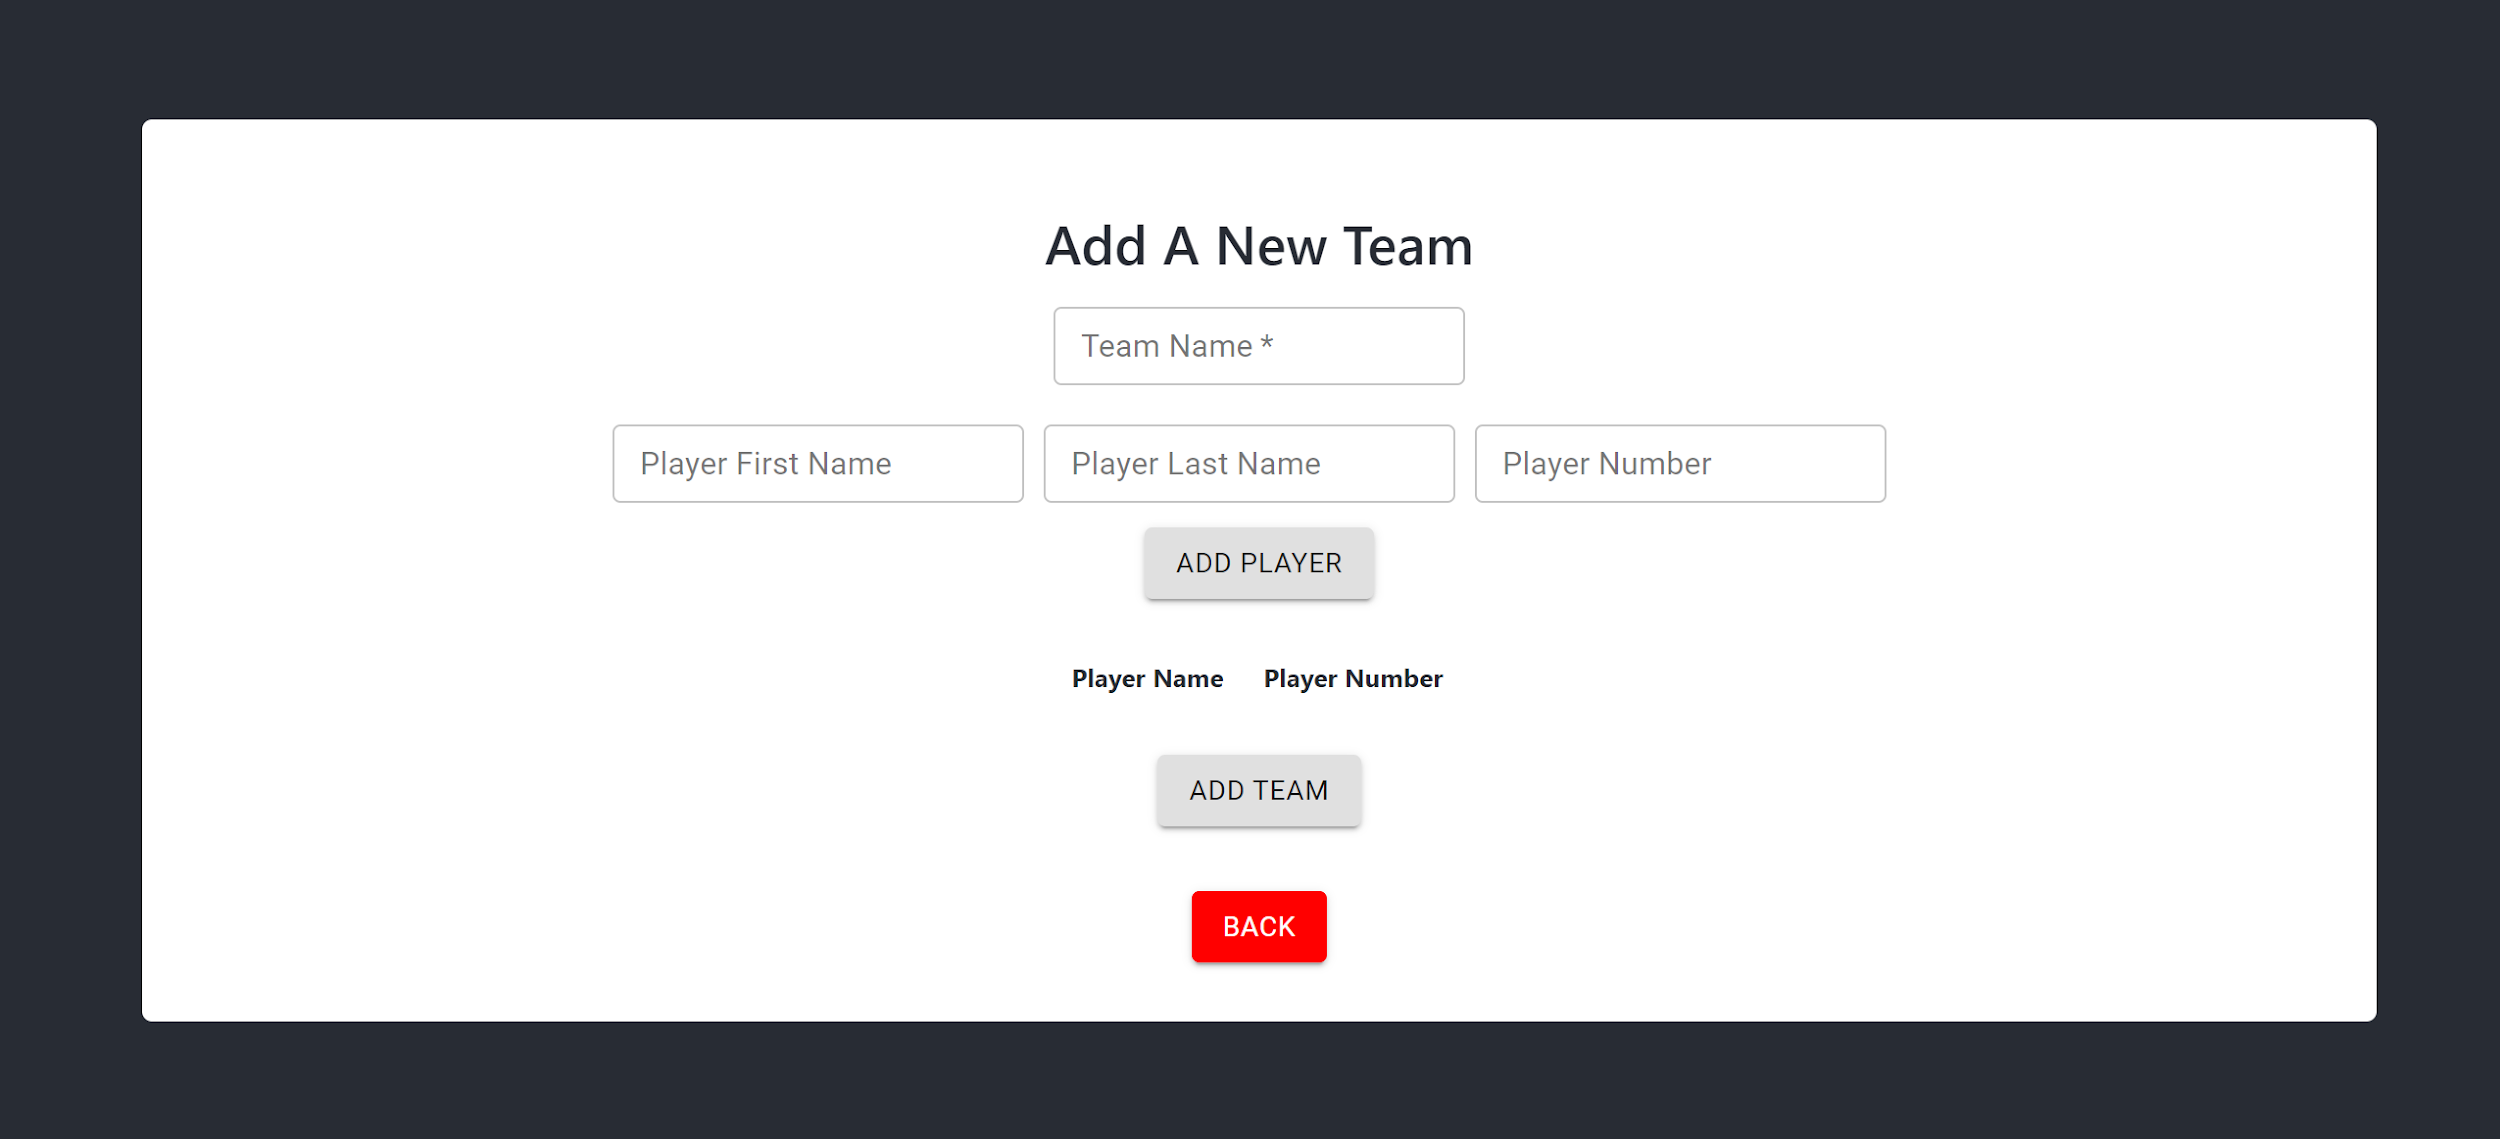 Add A New Team
Team Name *
Player First Name Player Last Name Player Number
ADD PLAYER
Player Name Player Number
ADD TEAM
BACK